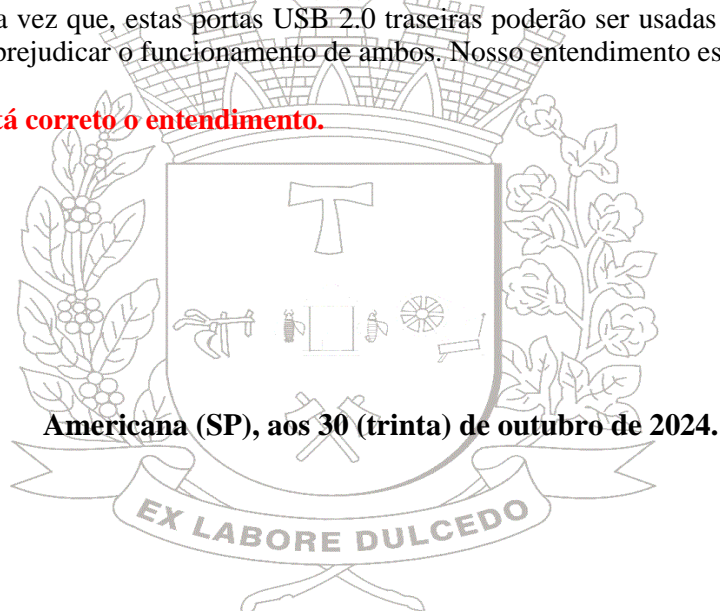 a vez que, estas portas USB 2.0 traseiras poderão ser usadas
prejudicar o funcionamento de ambos. Nosso entendimento es
tá correto o entendimento.
Americana (SP), aos 30 (trinta) de outubro de 2024.
EX LABORE DULCEDO